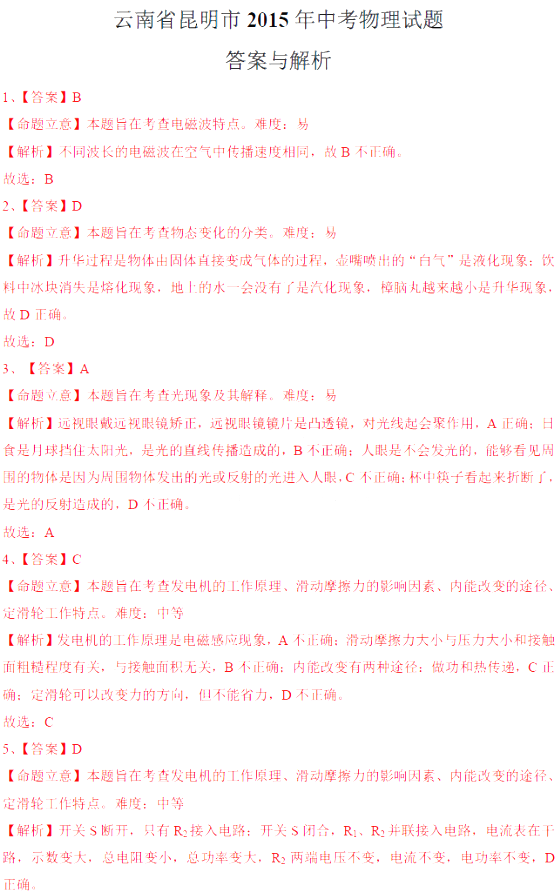 云南省昆明市 2015 年中考物理试题
答案与解析
1、【答案】B
【命题立意】本题旨在考查电磁波特点。难度：易
【解析】不同波长的电磁波在空气中传播速度相同，故 B 不正确。
故选：B
2、【答案】D
【命题立意】本题旨在考查物态变化的分类。难度：易
【解析】升华过程是物体由固体直接变成气体的过程，壶嘴喷出的“白气”是液化现象；饮
料中冰块消失是熔化现象，地上的水一会没有了是汽化现象，樟脑丸越来越小是升华现象，
故 D 正确。
故选：D
3、【答案】A
【命题立意】本题旨在考查光现象及其解释。难度：易
【解析】远视眼戴远视眼镜矫正，远视眼镜镜片是凸透镜，对光线起会聚作用，A 正确；日
食是月球挡住太阳光，是光的直线传播造成的，B 不正确；人眼是不会发光的，能够看见周
围的物体是因为周围物体发出的光或反射的光进入人眼，C 不正确；杯中筷子看起来折断了，
是光的反射造成的，D 不正确。
故选：A
4、【答案】C
【命题立意】本题旨在考查发电机的工作原理、滑动摩擦力的影响因素、内能改变的途径、
定滑轮工作特点。难度：中等
【解析】发电机的工作原理是电磁感应现象，A 不正确；滑动摩擦力大小与压力大小和接触
面粗糙程度有关，与接触面积无关，B 不正确；内能改变有两种途径：做功和热传递，C 正
确；定滑轮可以改变力的方向，但不能省力，D 不正确。
故选：C
5、【答案】D
【命题立意】本题旨在考查发电机的工作原理、滑动摩擦力的影响因素、内能改变的途径、
定滑轮工作特点。难度：中等
【解析】开关 S 断开，只有 R₂接入电路；开关 S 闭合，R₁、R₂并联接入电路，电流表在干
路，示数变大，总电阻变小，总功率变大，R₂ 两端电压不变，电流不变，电功率不变，D
正确。